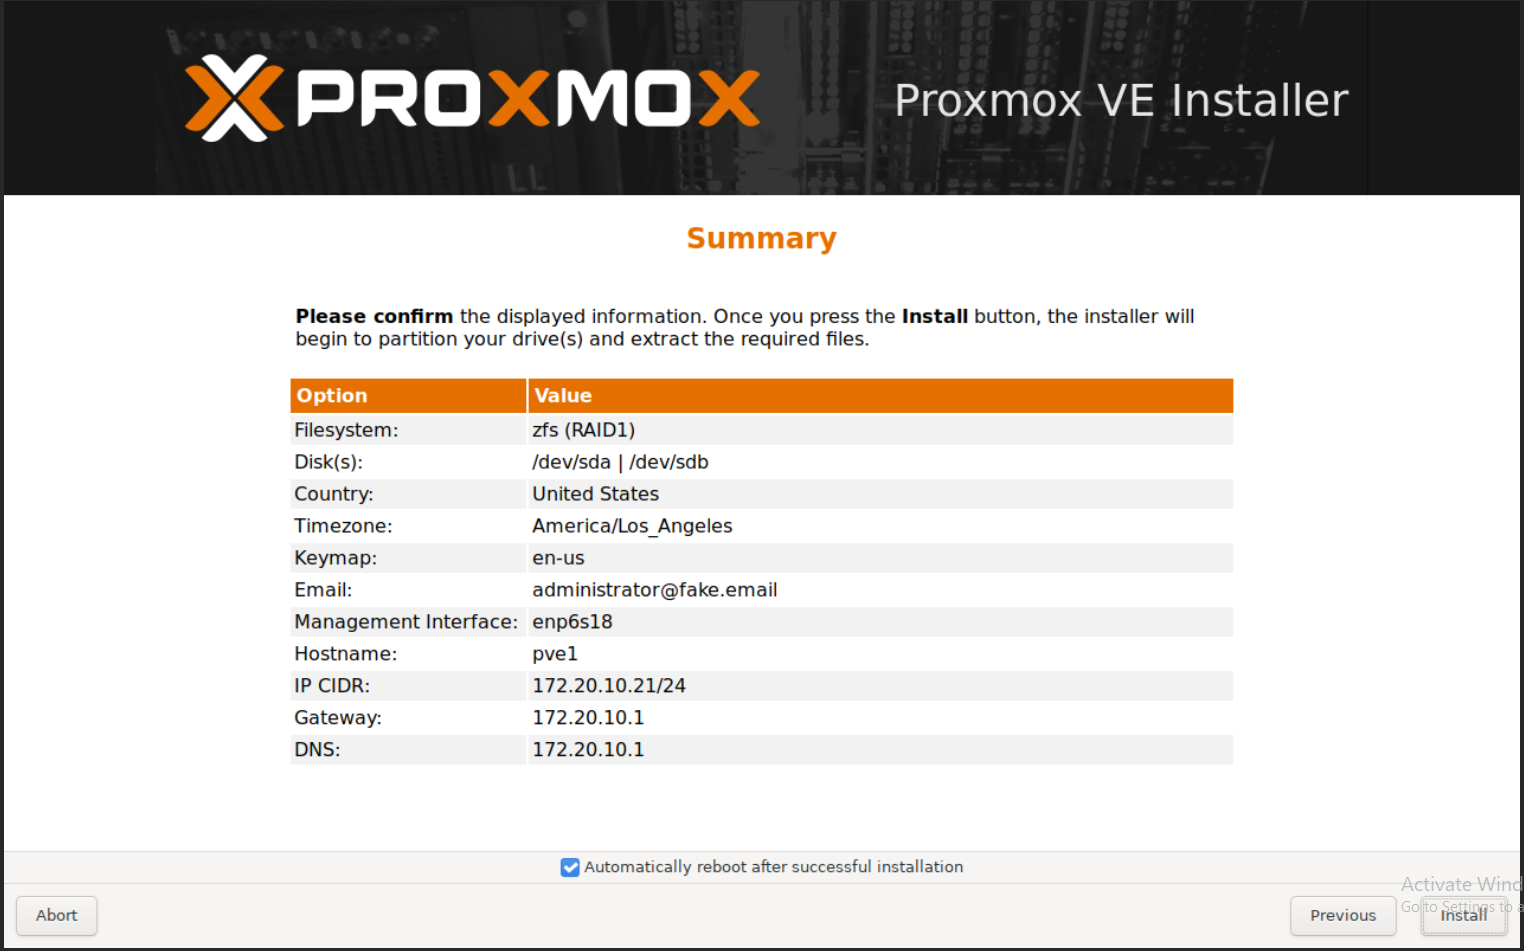 PROXMOX
Proxmox VE Installer
Summary
Please confirm the displayed information. Once you press the Install button, the installer will
begin to partition your drive(s) and extract the required files.
Option Value
Filesystem: zfs (RAID1)
Disk(s): /dev/sda | /dev/sdb
Country: United States
Timezone: America/Los_Angeles
Keymap: en-us
Email: administrator@fake.email
Management Interface: enp6s18
Hostname: pve1
IP CIDR: 172.20.10.21/24
Gateway: 172.20.10.1
DNS: 172.20.10.1
Automatically reboot after successful installation
Activate Wind
Go to Settings to a
Abort Previous Install